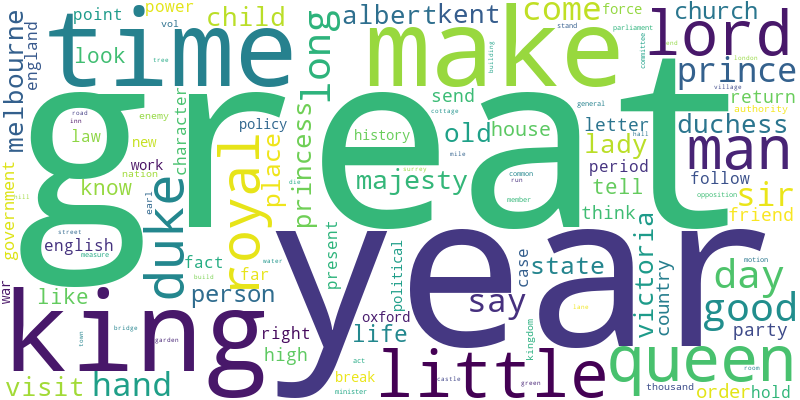 great
year
time
make
king
lord
man
little
queen
royal
duke
long
come
kent
albert
child
power
point
vol
england
melbourne
look
force
parliament
stand
end
church
prince
london
tree
building
committee
village
send
return
authority
road
inn
enemy
law
new
character
policy
princess
history
old
house
letter
duchess
general
cottage
hall
work
nation
place
lady
period
follow
government
know
die
majesty
surrey
mile
common
run
member
tell
think
sir
friend
opposition
hill
earl
street
english
measure
fact
build
far
water
present
political
case
state
victoria
country
motion
day
war
like
person
say
good
lane
party
town
bridge
garden
right
high
oxford
life
kingdom
act
break
minister
castle
green
room
thousand
order
hold
visit
hand